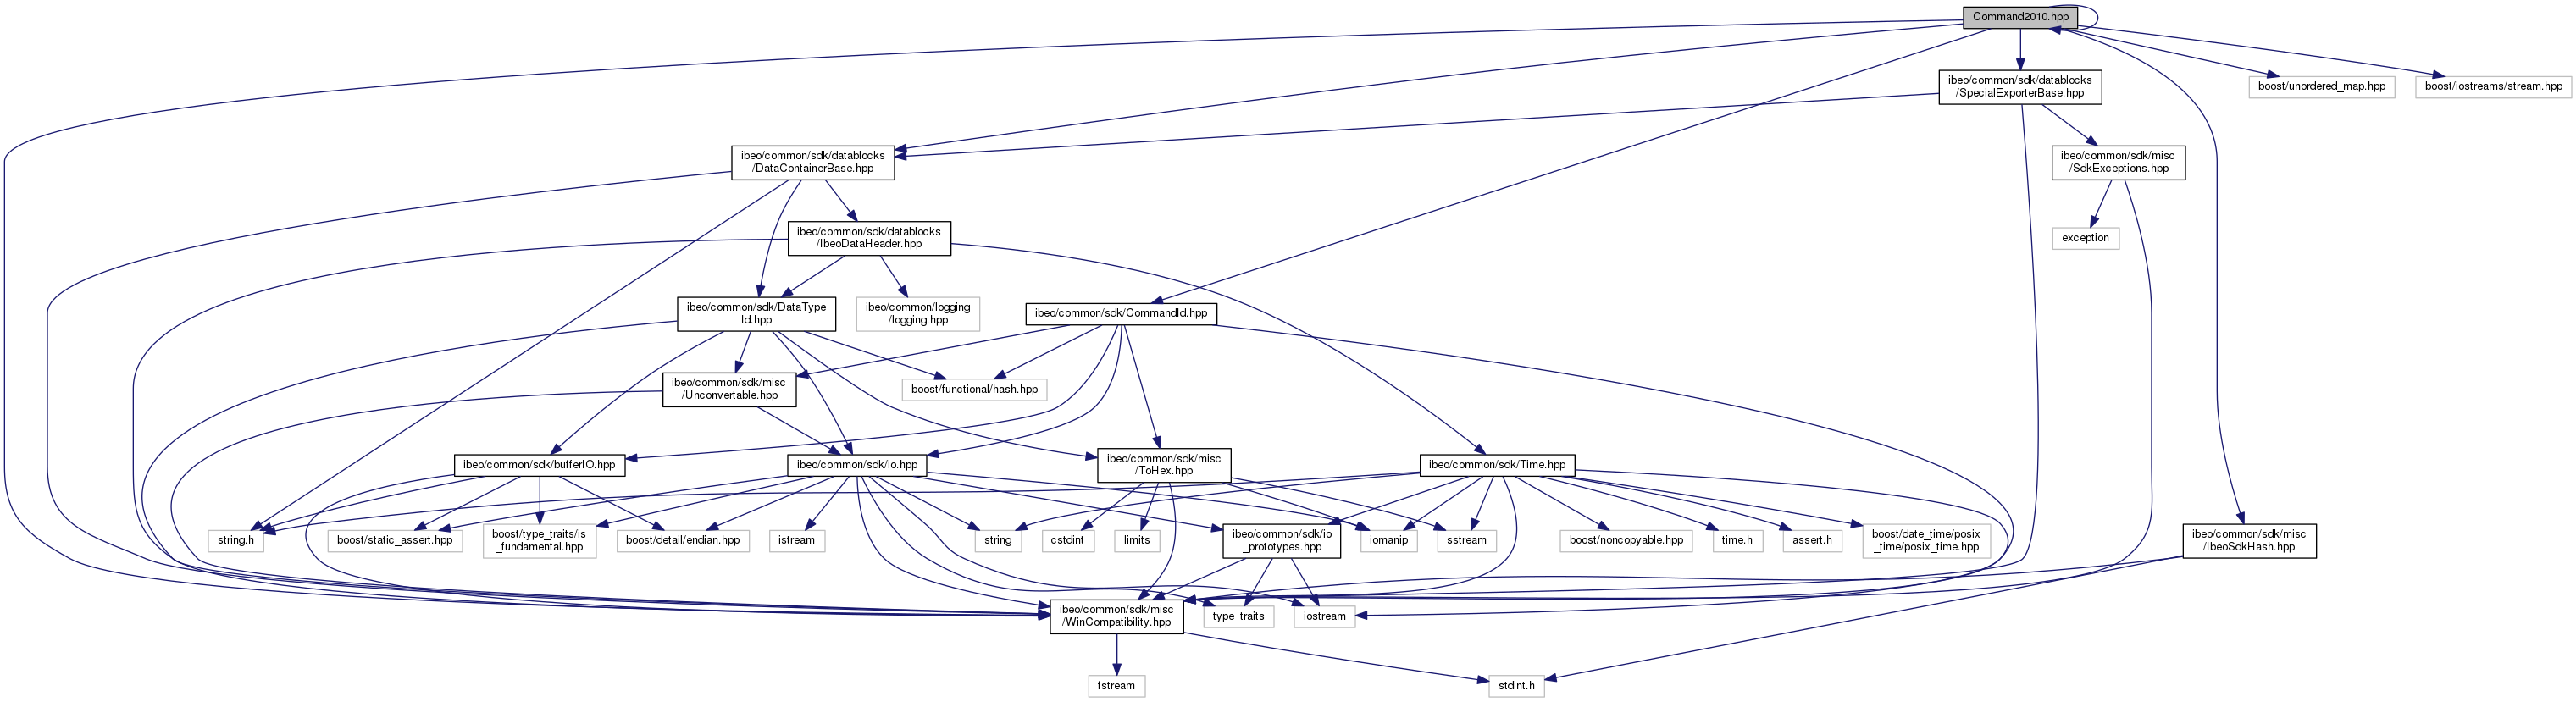 Command2010.hpp
ibeo/common/sdk/datablocks
/SpecialExporterBase.hpp
boost/unordered_map.hpp
boost/iostreams/stream.hpp
ibeo/common/sdk/datablocks
/DataContainerBase.hpp
ibeo/common/sdk/misc
/SdkExceptions.hpp
ibeo/common/sdk/datablocks
/IbeoDataHeader.hpp
exception
ibeo/common/sdk/DataType
Id.hpp
ibeo/common/logging
/logging.hpp
ibeo/common/sdk/CommandId.hpp
ibeo/common/sdk/misc
/Unconvertable.hpp
boost/functional/hash.hpp
ibeo/common/sdk/bufferIO.hpp
ibeo/common/sdk/io.hpp
ibeo/common/sdk/misc
/ToHex.hpp
ibeo/common/sdk/Time.hpp
string.h
boost/static_assert.hpp
boost/type_traits/is
_fundamental.hpp
boost/detail/endian.hpp
istream
string
cstdint
limits
ibeo/common/sdk/io
_prototypes.hpp
iomanip
sstream
boost/noncopyable.hpp
time.h
assert.h
boost/date_time/posix
_time/posix_time.hpp
ibeo/common/sdk/misc
/IbeoSdkHash.hpp
ibeo/common/sdk/misc
/WinCompatibility.hpp
type_traits
iostream
fstream
stdint.h